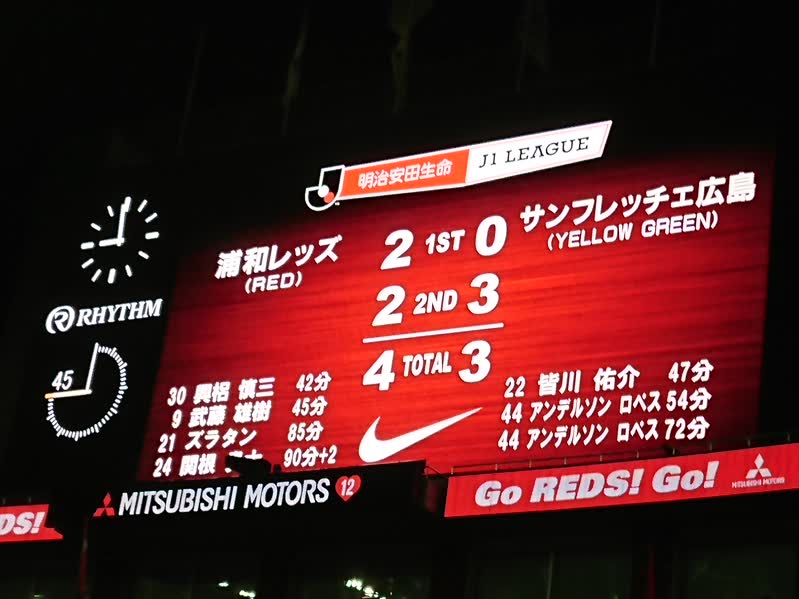 明治安田生命 J1 LEAGUE
浦和レッズ 2 1ST 0 サンフレッチェ広島
(RED) (YELLOW GREEN)
2 2ND 3
4 TOTAL 3
RHYTHM
45
30 興梠 慎三 42分
9 武藤 雄樹 45分
21 ズラタン 85分
24 関根 90分+2
22 皆川 佑介 47分
44 アンデルソン ロペス 54分
44 アンデルソン ロペス 72分
DS!
MITSUBISHI MOTORS 12
Go REDS! Go! MITSUBISHI MOTORS